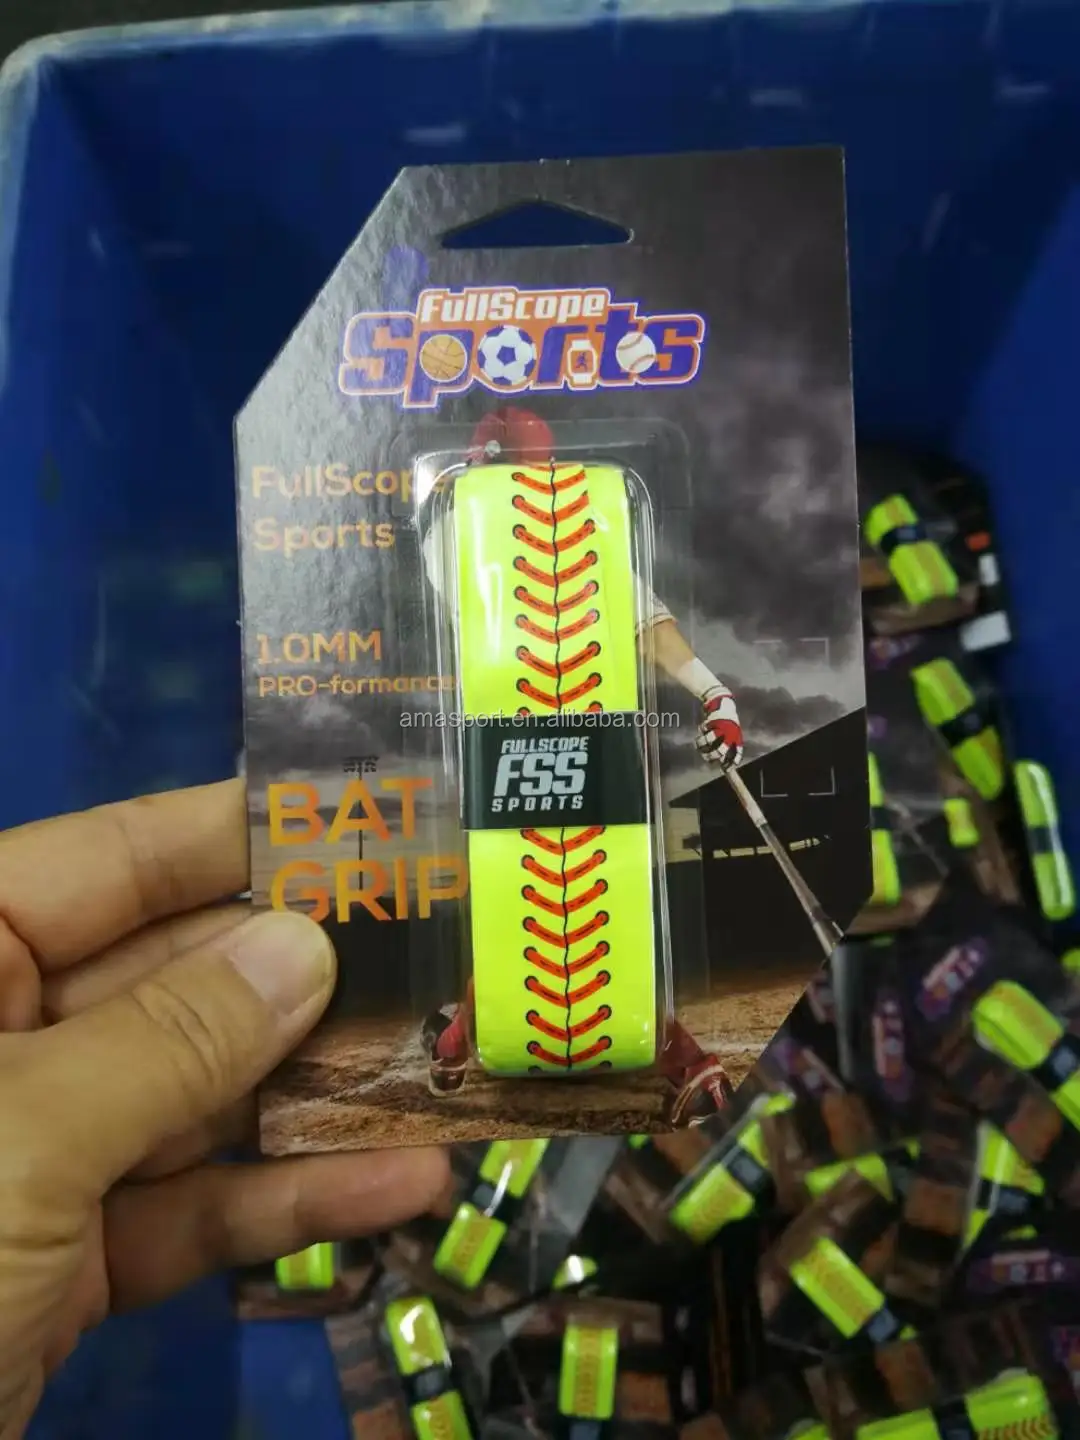 FullScope
Sports
FullScope
Sports
1.0MM
PRO-formance
amasport.en.alibaba.com
FULLSCOPE
FSS
SPORTS
BAT
GRIP